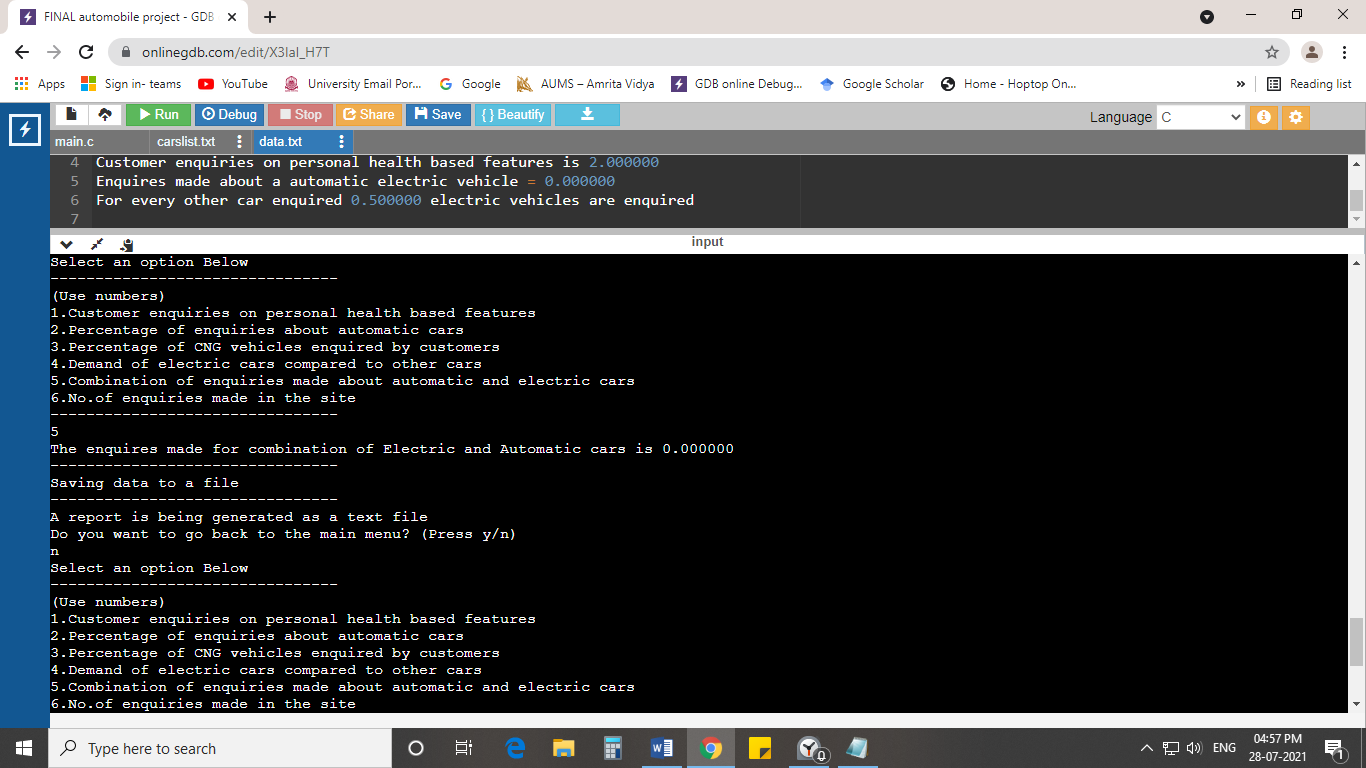 FINAL automobile project - GDB
onlinegdb.com/edit/X3IaI_H7T
Apps
Sign in- teams
YouTube
University Email Por...
Google
AUMS – Amrita Vidya
GDB online Debug...
Google Scholar
Home - Hoptop On...
»
Reading list
Run
Debug
Stop
Share
Save
{ } Beautify
Language C
main.c
carslist.txt
data.txt
4 Customer enquiries on personal health based features is 2.000000
5 Enquires made about a automatic electric vehicle = 0.000000
6 For every other car enquired 0.500000 electric vehicles are enquired
7
input
Select an option Below
--------------------------------
(Use numbers)
1.Customer enquiries on personal health based features
2.Percentage of enquiries about automatic cars
3.Percentage of CNG vehicles enquired by customers
4.Demand of electric cars compared to other cars
5.Combination of enquiries made about automatic and electric cars
6.No.of enquiries made in the site
--------------------------------
5
The enquires made for combination of Electric and Automatic cars is 0.000000
--------------------------------
Saving data to a file
--------------------------------
A report is being generated as a text file
Do you want to go back to the main menu? (Press y/n)
n
Select an option Below
--------------------------------
(Use numbers)
1.Customer enquiries on personal health based features
2.Percentage of enquiries about automatic cars
3.Percentage of CNG vehicles enquired by customers
4.Demand of electric cars compared to other cars
5.Combination of enquiries made about automatic and electric cars
6.No.of enquiries made in the site
Type here to search
ENG
04:57 PM
28-07-2021
1